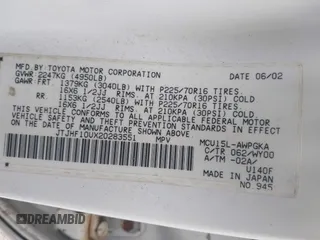 MFD.BY: TOYOTA MOTOR CORPORATION DATE 06/02
GVWR 2247KG (4950LB)
GAWR FRT 1379KG (3040LB) WITH P225/70R16 TIRES.
16X6 1/2JJ RIMS. AT 210KPA (30PSI) COLD
RR 1153KG (2540LB) WITH P225/70R16 TIRES.
16X6 1/2JJ RIMS. AT 210KPA (30PSI) COLD
THIS VEHICLE CONFORMS TO ALL APPLICABLE FEDERAL MOTOR
VEHICLE SAFETY STANDARDS IN EFFECT ON THE DATE OF
MANUFACTURE SHOWN ABOVE.
JTJHF10UX20283551 MPV
MCU15L-AWPGKA
C/TR 062/WY00
A/TM -02A/
U140F
MADE IN JAPAN
NO.945
DREAMBID